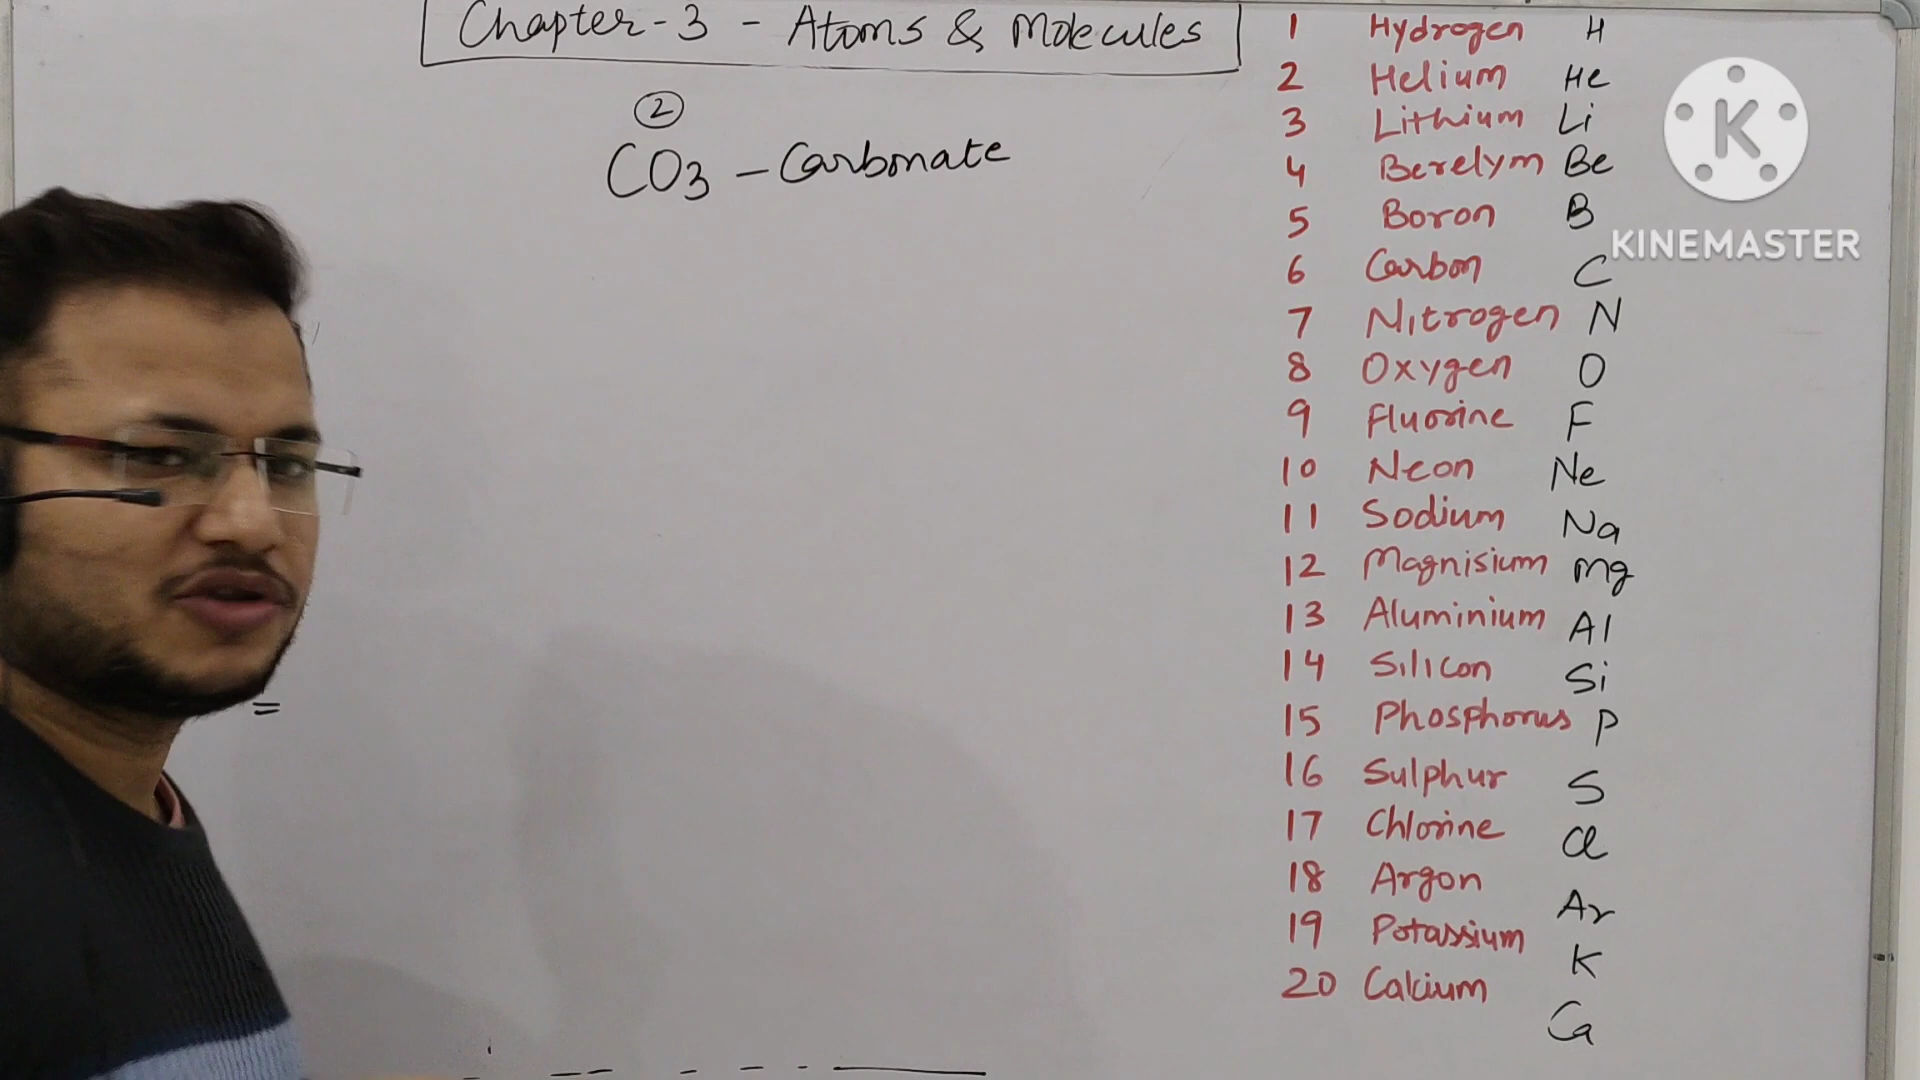 Chapter-3 - Atoms & Molecules
2
CO3 - Carbonate
1 Hydrogen H
2 Helium He
3 Lithium Li
4 Berelym Be
5 Boron B
6 Carbon C
7 Nitrogen N
8 Oxygen O
9 Fluorine F
10 Neon Ne
11 Sodium Na
12 Magnisium Mg
13 Aluminium Al
14 Silicon Si
15 Phosphorus P
16 Sulphur S
17 Chlorine Cl
18 Argon Ar
19 Potassium K
20 Calcium Ca
=
K
KINEMASTER